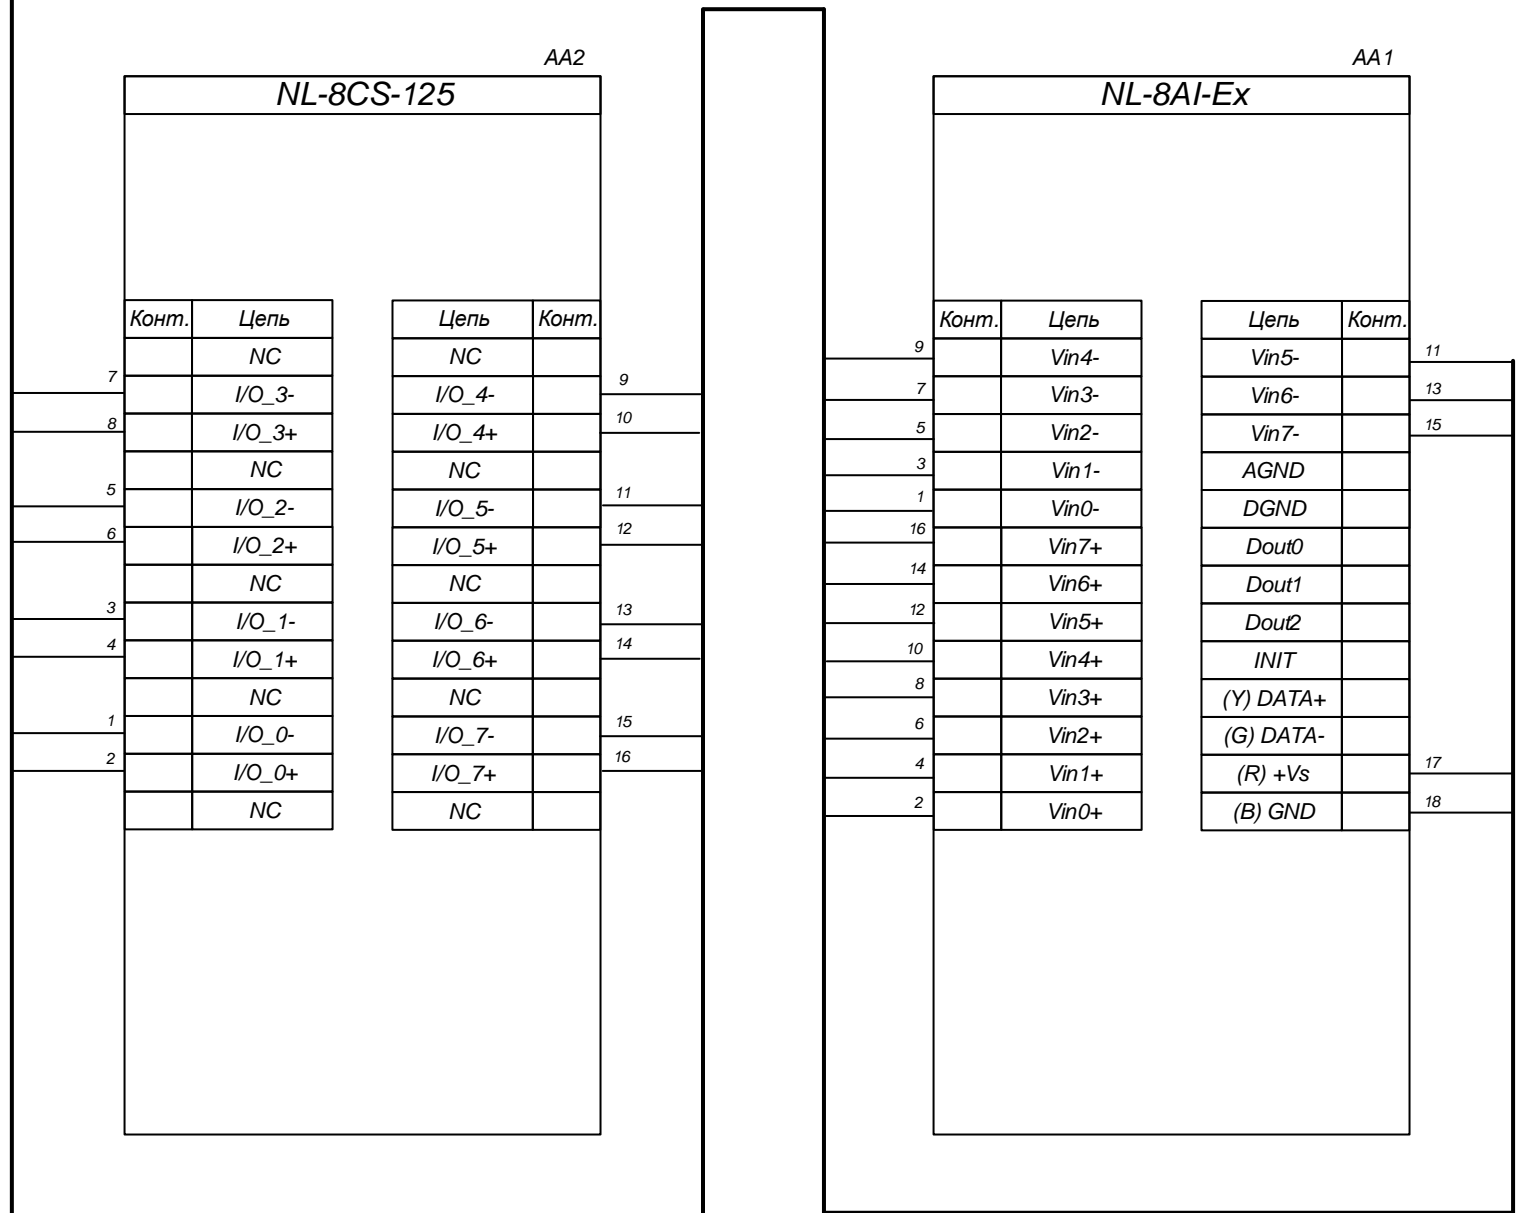 AA2
NL-8CS-125
Конт. Цепь Цепь Конт.
NC NC
7 I/O_3- I/O_4- 9
8 I/O_3+ I/O_4+ 10
NC NC
5 I/O_2- I/O_5- 11
6 I/O_2+ I/O_5+ 12
NC NC
3 I/O_1- I/O_6- 13
4 I/O_1+ I/O_6+ 14
NC NC
1 I/O_0- I/O_7- 15
2 I/O_0+ I/O_7+ 16
NC NC
AA1
NL-8AI-Ex
Конт. Цепь Цепь Конт.
9 Vin4- Vin5- 11
7 Vin3- Vin6- 13
5 Vin2- Vin7- 15
3 Vin1- AGND
1 Vin0- DGND
16 Vin7+ Dout0
14 Vin6+ Dout1
12 Vin5+ Dout2
10 Vin4+ INIT
8 Vin3+ (Y) DATA+
6 Vin2+ (G) DATA-
4 Vin1+ (R) +Vs 17
2 Vin0+ (B) GND 18